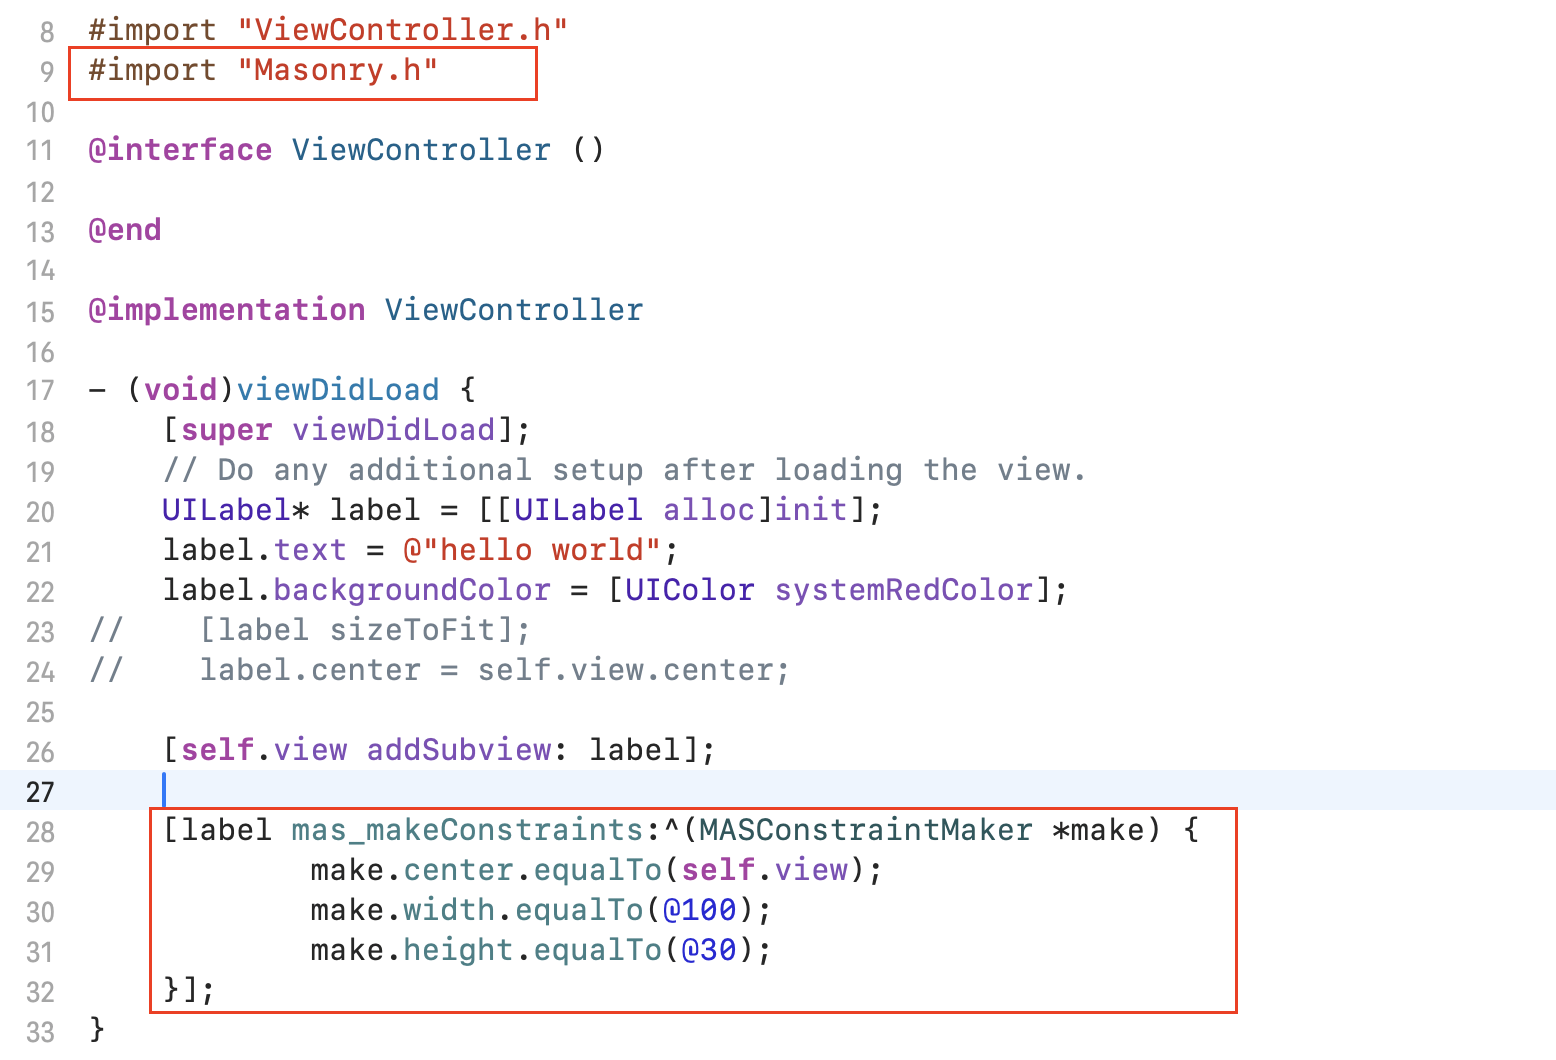 8 #import "ViewController.h"
9 #import "Masonry.h"
10
11 @interface ViewController ()
12
13 @end
14
15 @implementation ViewController
16
17 - (void)viewDidLoad {
18     [super viewDidLoad];
19     // Do any additional setup after loading the view.
20     UILabel* label = [[UILabel alloc]init];
21     label.text = @"hello world";
22     label.backgroundColor = [UIColor systemRedColor];
23 //    [label sizeToFit];
24 //    label.center = self.view.center;
25
26     [self.view addSubview: label];
27
28     [label mas_makeConstraints:^(MASConstraintMaker *make) {
29             make.center.equalTo(self.view);
30             make.width.equalTo(@100);
31             make.height.equalTo(@30);
32     }];
33 }